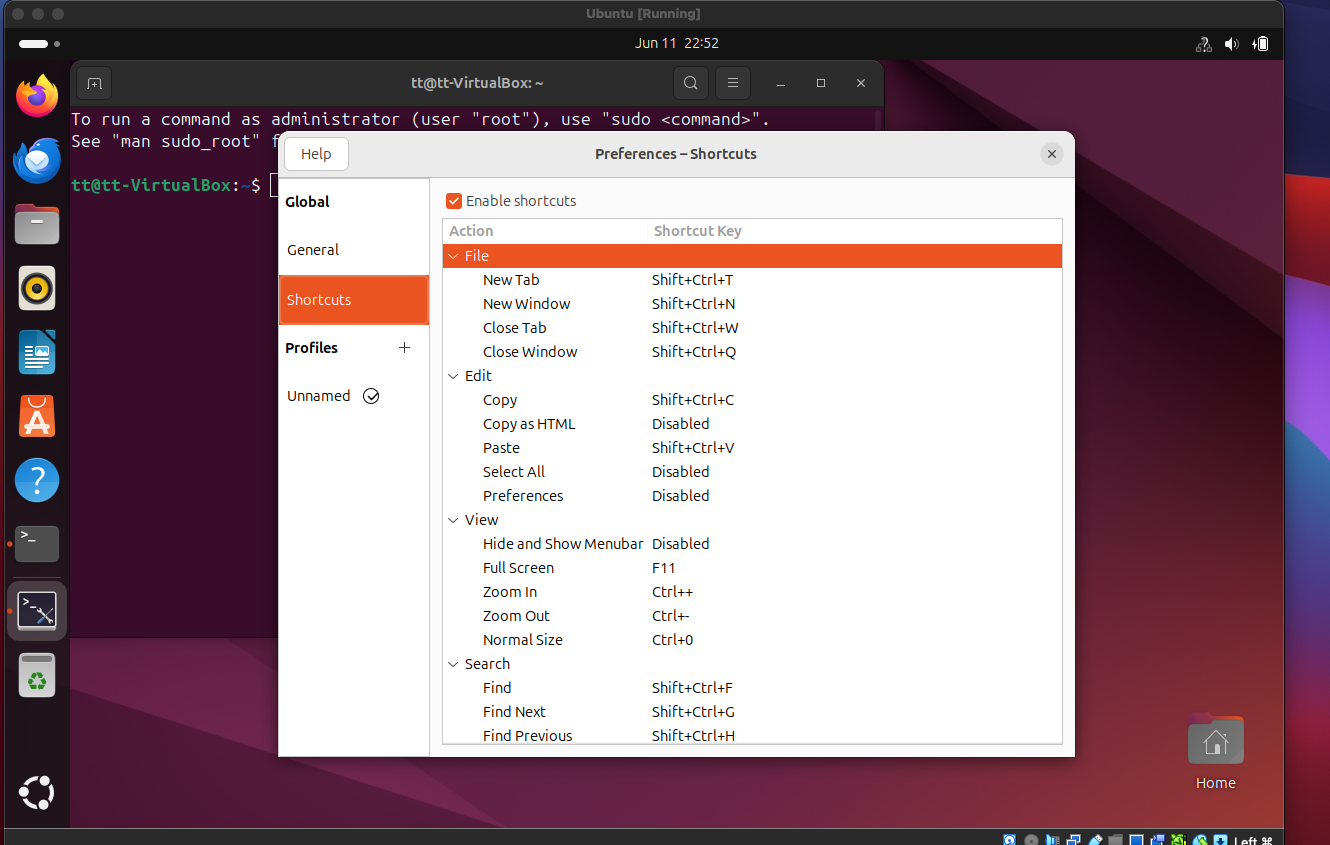 Ubuntu [Running]
Jun 11 22:52
tt@tt-VirtualBox: ~
To run a command as administrator (user "root"), use "sudo <command>".
See "man sudo_root" f
tt@tt-VirtualBox:~$
Help
Preferences – Shortcuts
Global
General
Shortcuts
Profiles
Unnamed
Enable shortcuts
Action Shortcut Key
File
New Tab Shift+Ctrl+T
New Window Shift+Ctrl+N
Close Tab Shift+Ctrl+W
Close Window Shift+Ctrl+Q
Edit
Copy Shift+Ctrl+C
Copy as HTML Disabled
Paste Shift+Ctrl+V
Select All Disabled
Preferences Disabled
View
Hide and Show Menubar Disabled
Full Screen F11
Zoom In Ctrl++
Zoom Out Ctrl+-
Normal Size Ctrl+0
Search
Find Shift+Ctrl+F
Find Next Shift+Ctrl+G
Find Previous Shift+Ctrl+H
Home
Left ⌘